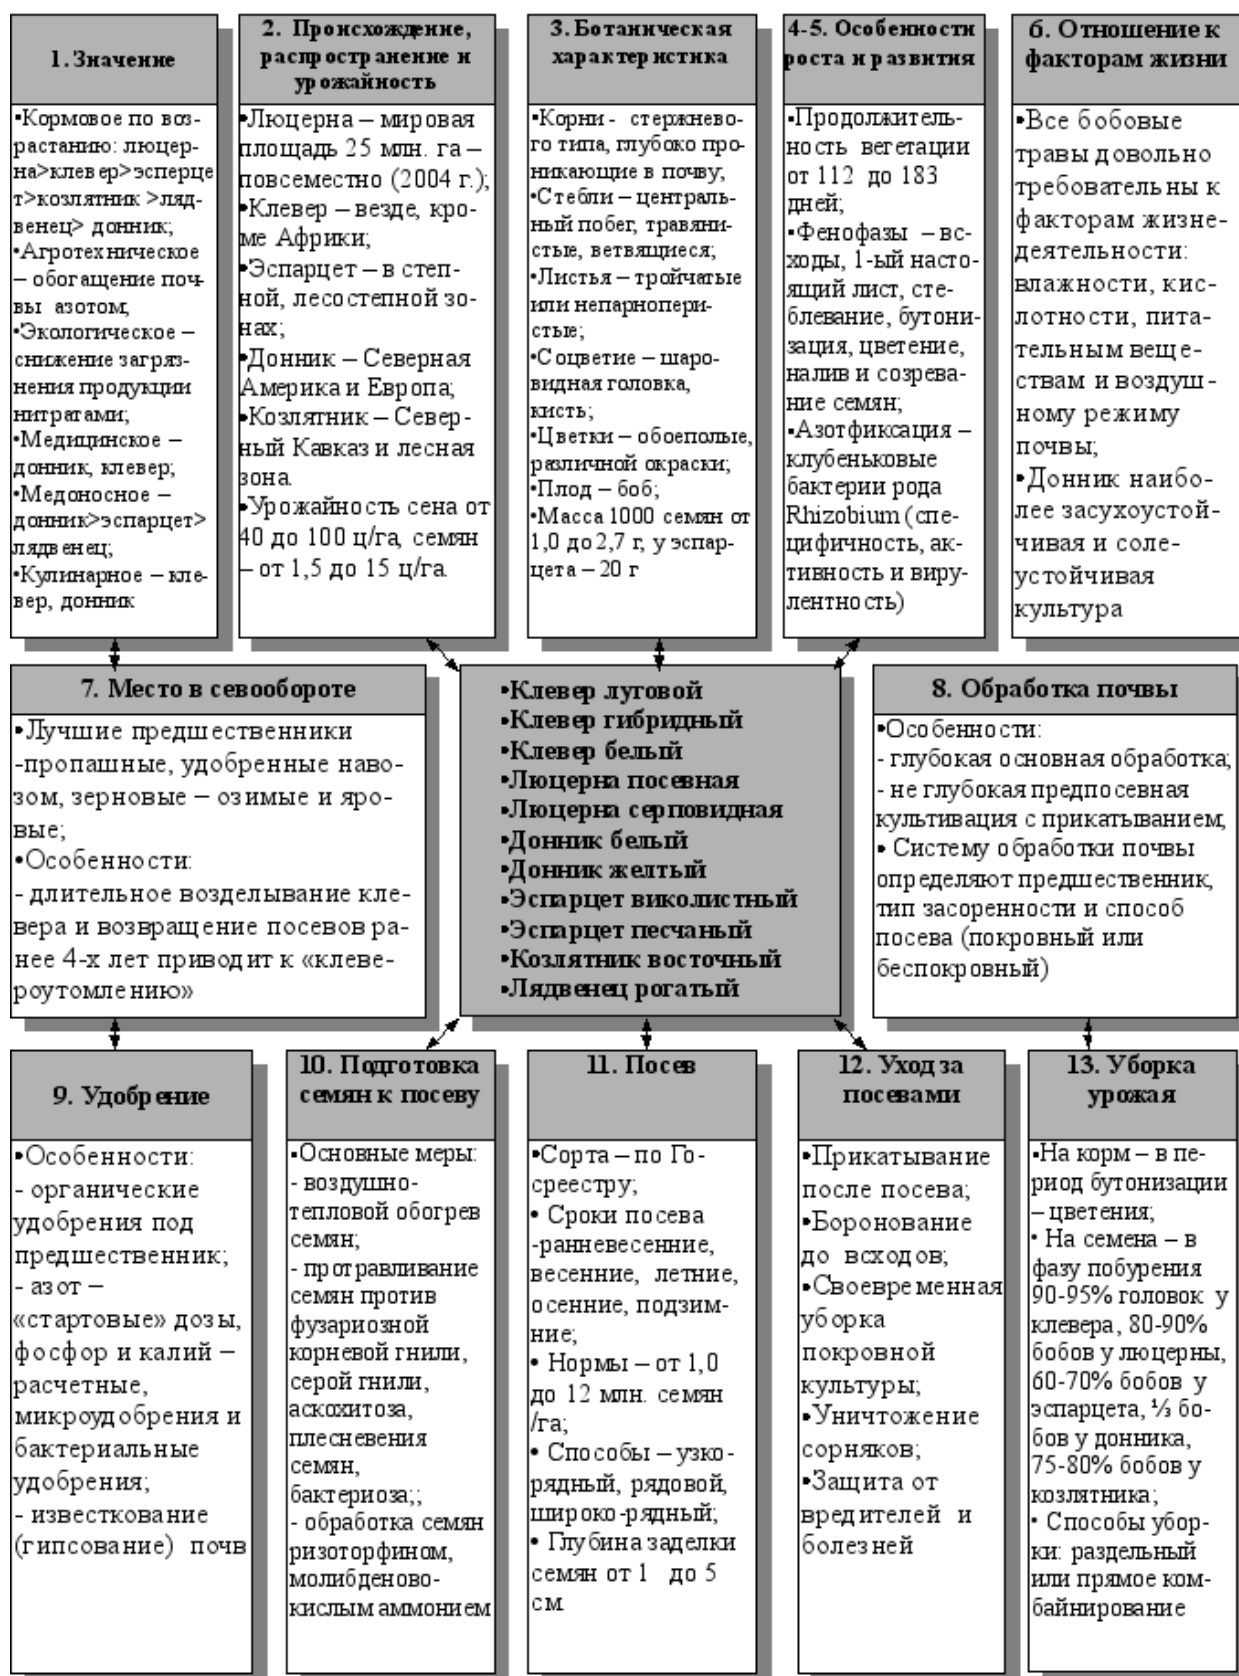 1. Значение
•Кормовое по воз-
растанию: люцер-
на>клевер>эсперце
т>козлятник >ляд-
венец> донник;
•Агротехническое
– обогащение поч-
вы азотом;
•Экологическое –
снижение загряз-
нения продукции
нитратами;
•Медицинское –
донник, клевер;
•Медоносное –
донник>эспарцет>
лядвенец;
•Кулинарное – кле-
вер, донник
2. Происхождение,
распространение и
урожайность
•Люцерна – мировая
площадь 25 млн. га –
повсеместно (2004 г.);
•Клевер – везде, кро-
ме Африки;
•Эспарцет – в степ-
ной, лесостепной зо-
нах;
•Донник – Северная
Америка и Европа;
•Козлятник – Север-
ный Кавказ и лесная
зона.
•Урожайность сена от
40 до 100 ц/га, семян
– от 1,5 до 15 ц/га.
3. Ботаническая
характеристика
•Корни - стержнево-
го типа, глубоко про-
никающие в почву;
•Стебли – централь-
ный побег, травяни-
стые, ветвящиеся;
•Листья – тройчатые
или непарнопери-
стые;
•Соцветие – шаро-
видная головка,
кисть;
•Цветки – обоеполые,
различной окраски;
•Плод – боб;
•Масса 1000 семян от
1,0 до 2,7 г, у эспар-
цета – 20 г
4-5. Особенности
роста и развития
•Продолжитель-
ность вегетации
от 112 до 183
дней;
•Фенофазы – вс-
ходы, 1-ый насто-
ящий лист, сте-
блевание, бутони-
зация, цветение,
налив и созрева-
ние семян;
•Азотфиксация –
клубеньковые
бактерии рода
Rhizobium (спе-
цифичность, ак-
тивность и виру-
лентность)
6. Отношение к
факторам жизни
•Все бобовые
травы довольно
требовательны к
факторам жизне-
деятельности:
влажности, кис-
лотности, пита-
тельным веще-
ствам и воздуш-
ному режиму
почвы;
•Донник наибо-
лее засухоустой-
чивая и соле-
устойчивая
культура
7. Место в севообороте
•Лучшие предшественники
-пропашные, удобренные наво-
зом, зерновые – озимые и яро-
вые;
•Особенности:
- длительное возделывание кле-
вера и возвращение посевов ра-
нее 4-х лет приводит к «клеве-
роутомлению»
•Клевер луговой
•Клевер гибридный
•Клевер белый
•Люцерна посевная
•Люцерна серповидная
•Донник белый
•Донник желтый
•Эспарцет виколистный
•Эспарцет песчаный
•Козлятник восточный
•Лядвенец рогатый
8. Обработка почвы
•Особенности:
- глубокая основная обработка;
- не глубокая предпосевная
культивация с прикатыванием;
• Систему обработки почвы
определяют предшественник,
тип засоренности и способ
посева (покровный или
беспокровный)
9. Удобрение
•Особенности:
- органические
удобрения под
предшественник;
- азот –
«стартовые» дозы,
фосфор и калий –
расчетные,
микроудобрения и
бактериальные
удобрения;
- известкование
(гипсование) почв
10. Подготовка
семян к посеву
•Основные меры:
- воздушно-
тепловой обогрев
семян;
- протравливание
семян против
фузариозной
корневой гнили,
серой гнили,
аскохитоза,
плесневения
семян,
бактериоза;;
- обработка семян
ризоторфином,
молибденово-
кислым аммонием
11. Посев
•Сорта – по Го-
среестру;
• Сроки посева
-ранневесенние,
весенние, летние,
осенние, подзим-
ние;
• Нормы – от 1,0
до 12 млн. семян
/га;
• Способы – узко-
рядный, рядовой,
широко-рядный;
• Глубина заделки
семян от 1 до 5
см.
12. Уход за
посевами
•Прикатывание
после посева;
•Боронование
до всходов;
•Своевременная
уборка
покровной
культуры;
•Уничтожение
сорняков;
•Защита от
вредителей и
болезней
13. Уборка
урожая
•На корм – в пе-
риод бутонизации
– цветения;
• На семена – в
фазу побурения
90-95% головок у
клевера, 80-90%
бобов у люцерны,
60-70% бобов у
эспарцета, ⅓ бо-
бов у донника,
75-80% бобов у
козлятника;
• Способы убор-
ки: раздельный
или прямое ком-
байнирование